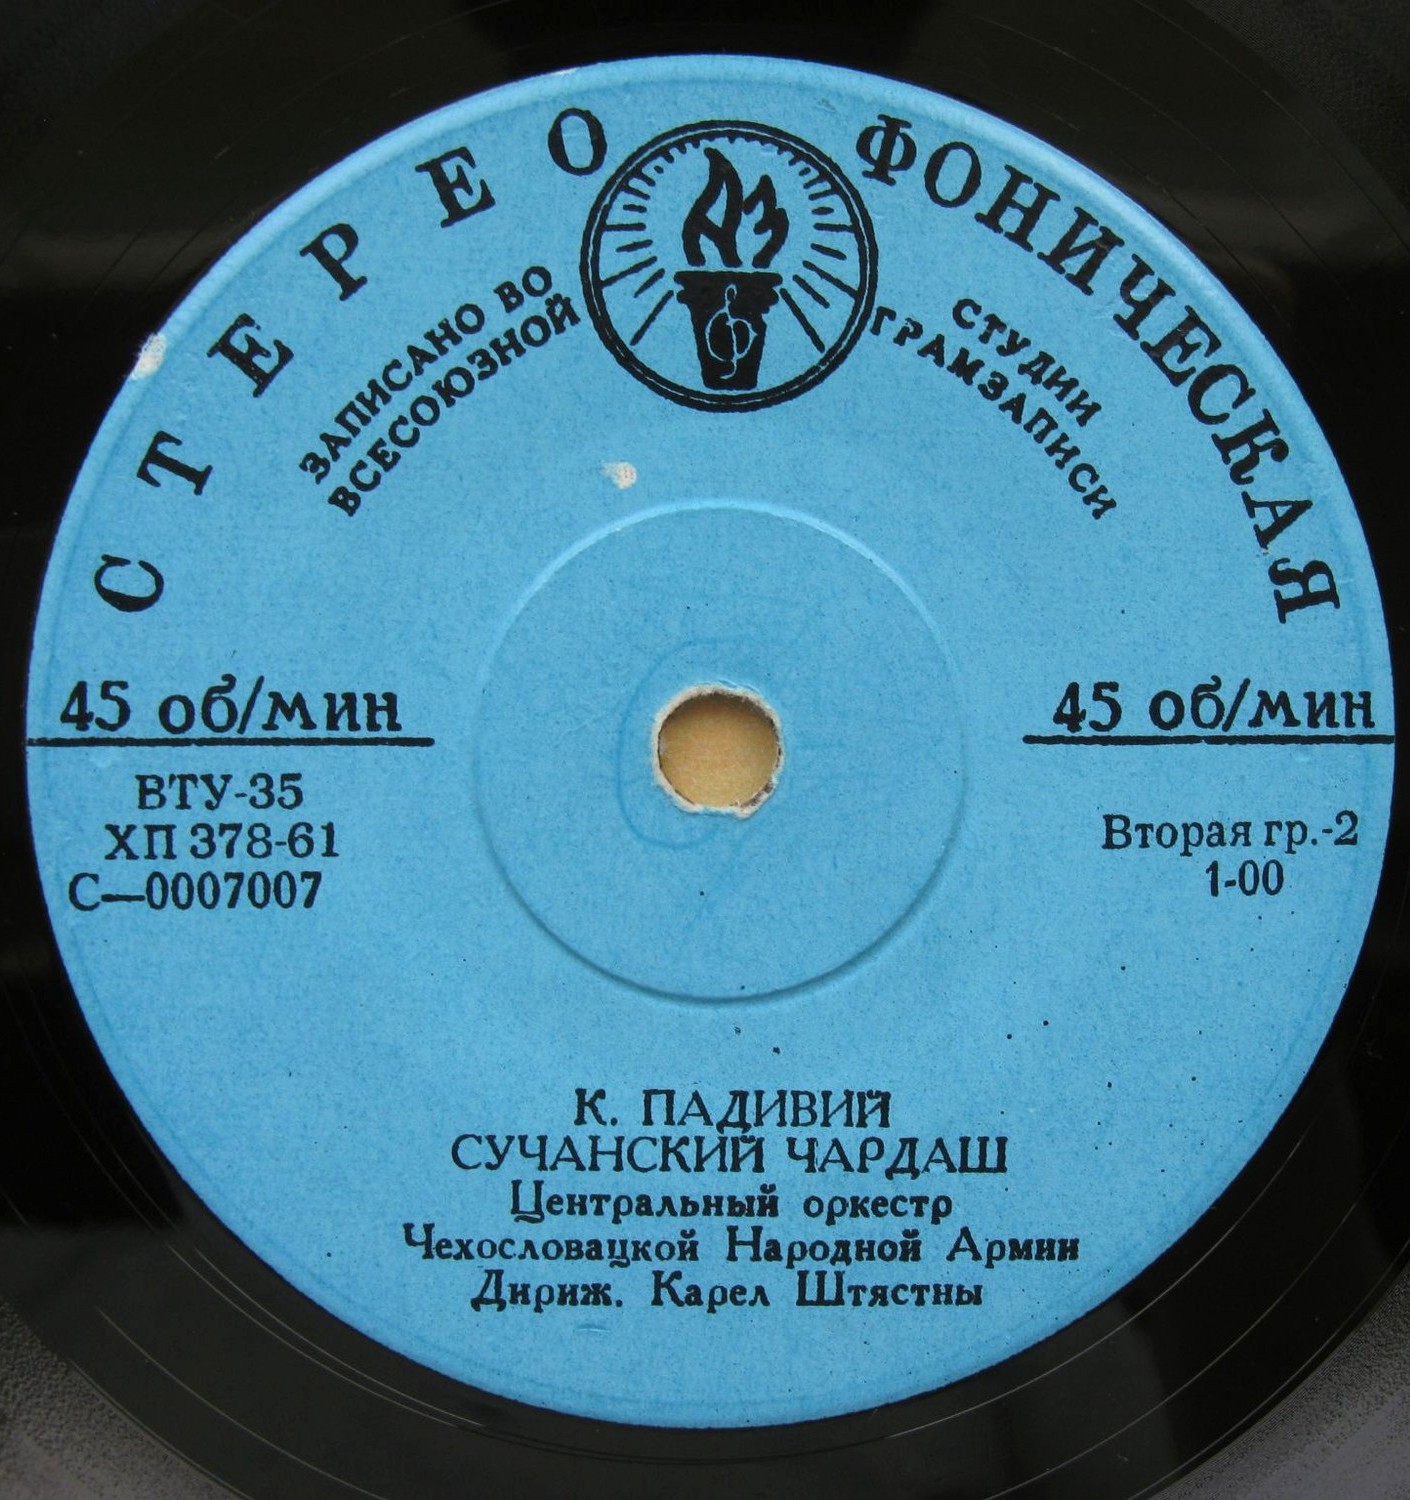 СТЕРЕОФОНИЧЕСКАЯ
ДЗ
ЗАПИСАНО ВО
ВСЕСОЮЗНОЙ
СТУДИИ
ГРАМЗАПИСИ
45 об/мин
45 об/мин
ВТУ-35
ХП 378-61
С—0007007
Вторая гр.-2
1-00
К. ПАДИВИЙ
СУЧАНСКИЙ ЧАРДАШ
Центральный оркестр
Чехословацкой Народной Армии
Дириж. Карел Штястны